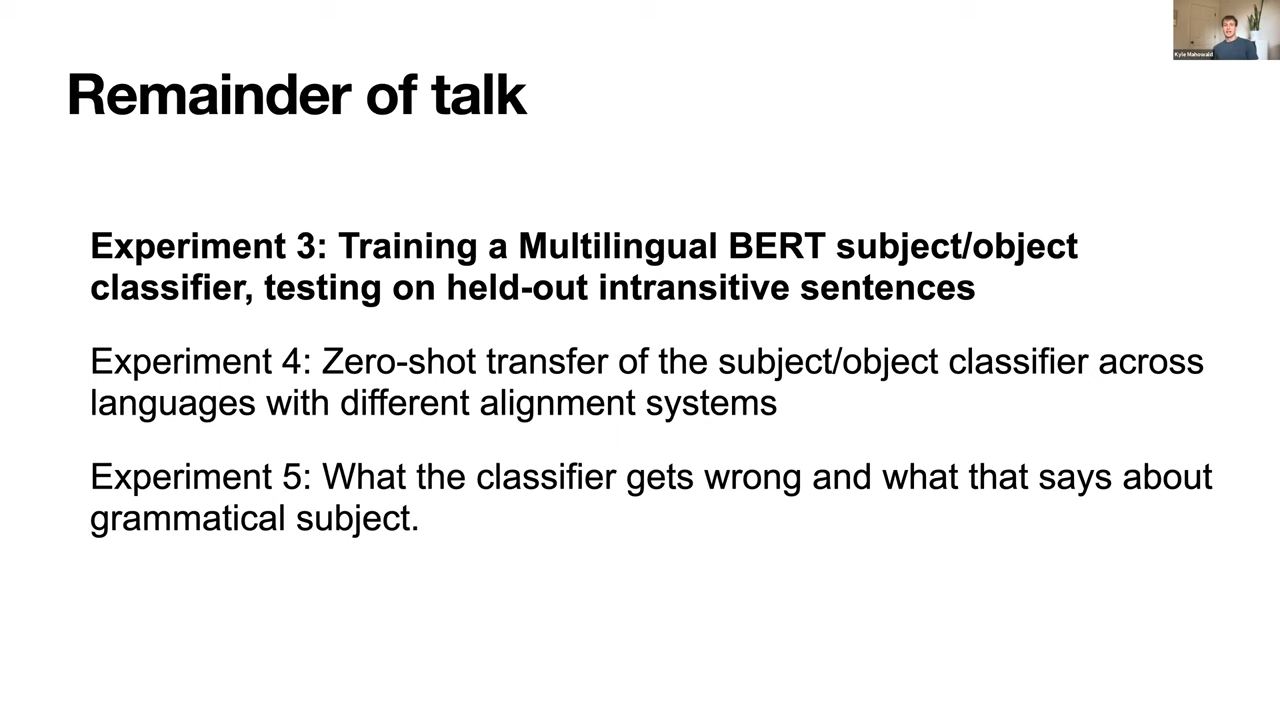 Kyle Mahowald
Remainder of talk
Experiment 3: Training a Multilingual BERT subject/object
classifier, testing on held-out intransitive sentences
Experiment 4: Zero-shot transfer of the subject/object classifier across
languages with different alignment systems
Experiment 5: What the classifier gets wrong and what that says about
grammatical subject.